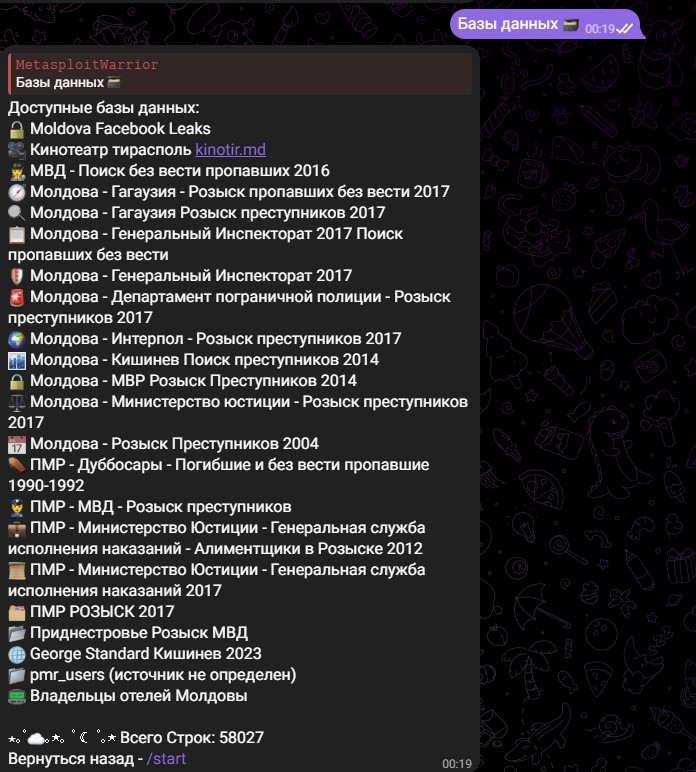 Базы данных 🗃️ 00:19
MetasploitWarrior
Базы данных 🗃️
Доступные базы данных:
🔒 Moldova Facebook Leaks
🎥 Кинотеатр тирасполь kinotir.md
🕵️ МВД - Поиск без вести пропавших 2016
🧭 Молдова - Гагаузия - Розыск пропавших без вести 2017
🔍 Молдова - Гагаузия Розыск преступников 2017
📋 Молдова - Генеральный Инспекторат 2017 Поиск
пропавших без вести
🛡️ Молдова - Генеральный Инспекторат 2017
🚨 Молдова - Департамент пограничной полиции - Розыск
преступников 2017
🌍 Молдова - Интерпол - Розыск преступников 2017
🏙️ Молдова - Кишинев Поиск преступников 2014
🔒 Молдова - МВР Розыск Преступников 2014
⚖️ Молдова - Министерство юстиции - Розыск преступников
2017
📅 Молдова - Розыск Преступников 2004
⚰️ ПМР - Дуббосары - Погибшие и без вести пропавшие
1990-1992
👮 ПМР - МВД - Розыск преступников
💼 ПМР - Министерство Юстиции - Генеральная служба
исполнения наказаний - Алиментщики в Розыске 2012
📜 ПМР - Министерство Юстиции - Генеральная служба
исполнения наказаний 2017
🗂️ ПМР РОЗЫСК 2017
📂 Приднестровье Розыск МВД
🌐 George Standard Кишинев 2023
📂 pmr_users (источник не определен)
📟 Владельцы отелей Молдовы
⋆｡˚☁︎｡⋆｡ ˚☾ ˚｡⋆ Всего Строк: 58027
Вернуться назад - /start
00:19